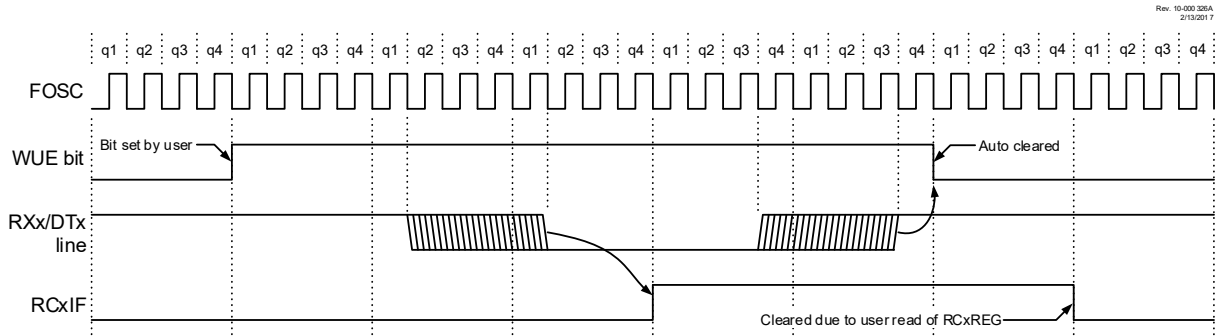 Rev. 10-000 326A
2/13/201 7
q1 q2 q3 q4 q1 q2 q3 q4 q1 q2 q3 q4 q1 q2 q3 q4 q1 q2 q3 q4 q1 q2 q3 q4 q1 q2 q3 q4 q1 q2 q3 q4
FOSC
WUE bit
Bit set by user
Auto cleared
RXx/DTx
line
RCxIF
Cleared due to user read of RCxREG